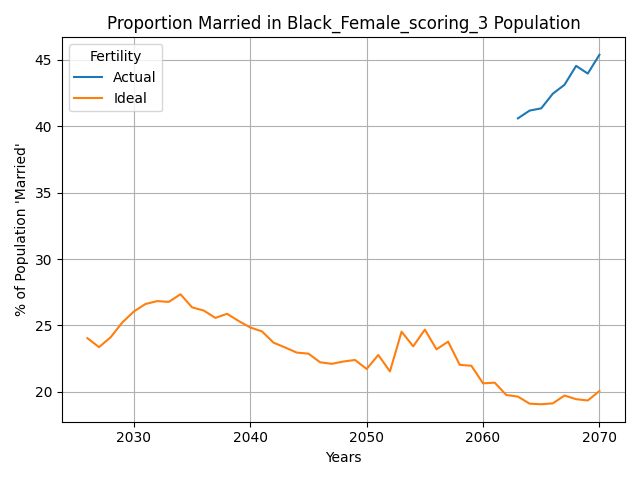 Proportion Married in Black_Female_scoring_3 Population
Fertility
Actual
Ideal
% of Population 'Married'
45
40
35
30
25
20
2030 2040 2050 2060 2070
Years